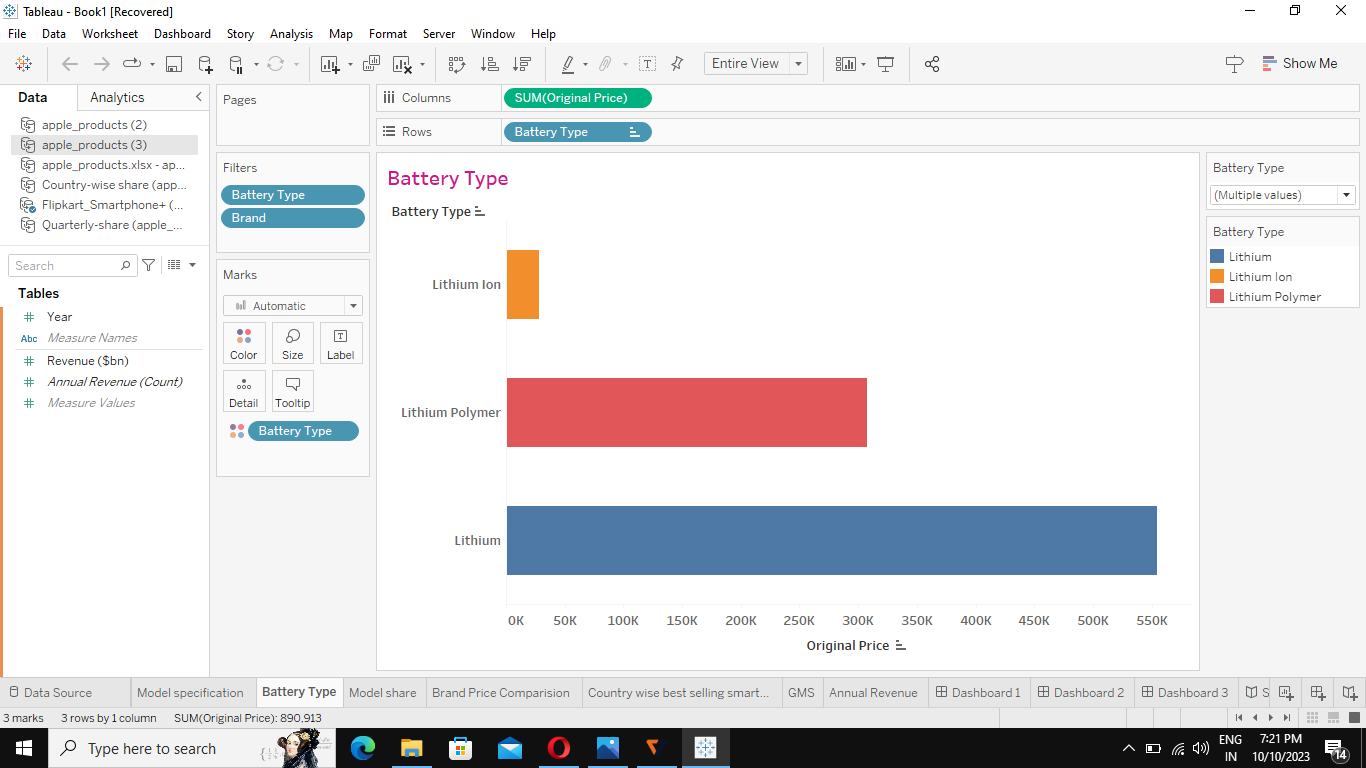 Tableau - Book1 [Recovered]
File Data Worksheet Dashboard Story Analysis Map Format Server Window Help
Entire View
Show Me
Data Analytics
apple_products (2)
apple_products (3)
apple_products.xlsx - ap...
Country-wise share (app...
Flipkart_Smartphone+ (...
Quarterly-share (apple_...
Search
Tables
Year
Abc Measure Names
Revenue ($bn)
Annual Revenue (Count)
Measure Values
Pages
Filters
Battery Type
Brand
Marks
Automatic
Color Size Label
Detail Tooltip
Battery Type
Columns SUM(Original Price)
Rows Battery Type
Battery Type
Battery Type
Lithium Ion
Lithium Polymer
Lithium
0K 50K 100K 150K 200K 250K 300K 350K 400K 450K 500K 550K
Original Price
Battery Type
(Multiple values)
Battery Type
Lithium
Lithium Ion
Lithium Polymer
Data Source Model specification Battery Type Model share Brand Price Comparision Country wise best selling smart... GMS Annual Revenue Dashboard 1 Dashboard 2 Dashboard 3 S
3 marks 3 rows by 1 column SUM(Original Price): 890,913
Type here to search
ENG
IN
7:21 PM
10/10/2023
14